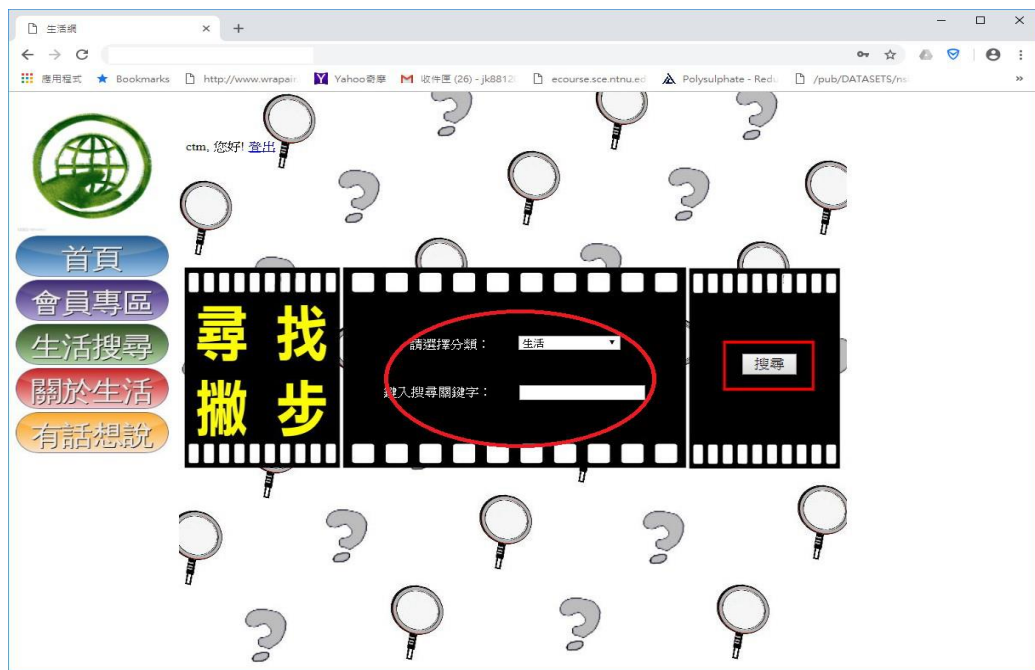 生活網
應用程式 Bookmarks http://www.wrapair Yahoo奇摩 收件匣 (26) - jk8812 ecourse.sce.ntnu.ed Polysulphate - Redu /pub/DATASETS/ns »
ctm, 您好! 登出
首頁
會員專區
生活搜尋
關於生活
有話想說
尋找
撇步
請選擇分類： 生活
鍵入搜尋關鍵字：
搜尋